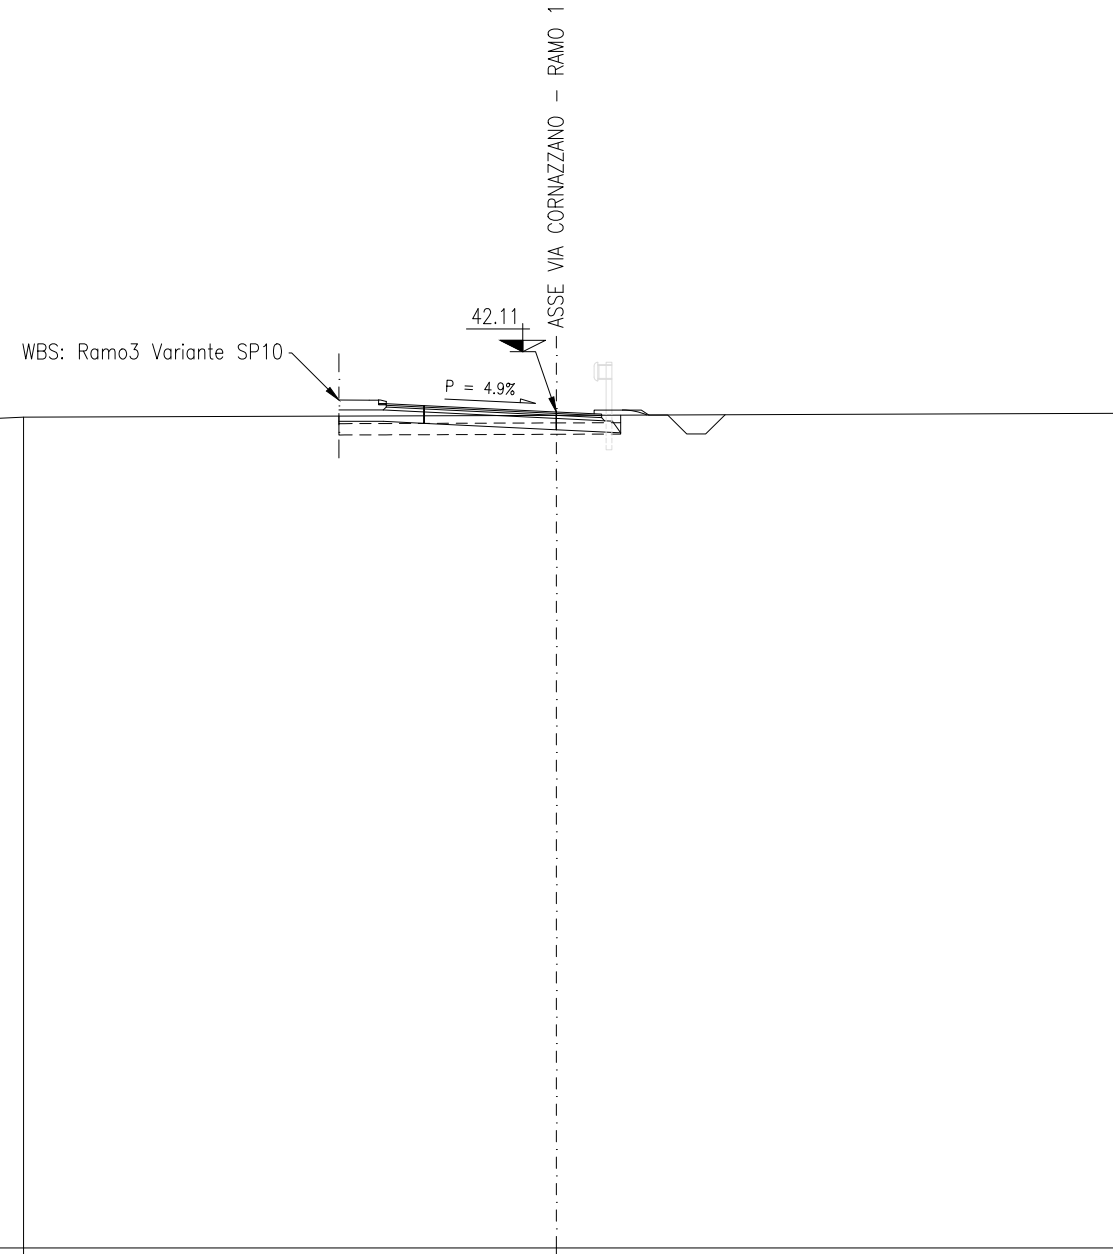 ASSE VIA CORNAZZANO - RAMO 1
42.11
WBS: Ramo3 Variante SP10
P = 4.9%